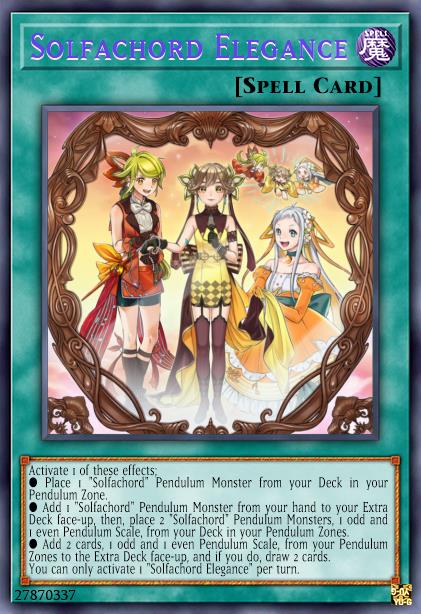 Solfachord Elegance
SPELL
魔
[Spell Card]
Activate 1 of these effects;
● Place 1 "Solfachord" Pendulum Monster from your Deck in your
Pendulum Zone.
● Add 1 "Solfachord" Pendulum Monster from your hand to your Extra
Deck face-up, then, place 2 "Solfachord" Pendulum Monsters, 1 odd and
1 even Pendulum Scale, from your Deck in your Pendulum Zones.
● Add 2 cards, 1 odd and 1 even Pendulum Scale, from your Pendulum
Zones to the Extra Deck face-up, and if you do, draw 2 cards.
You can only activate 1 "Solfachord Elegance" per turn.
27870337